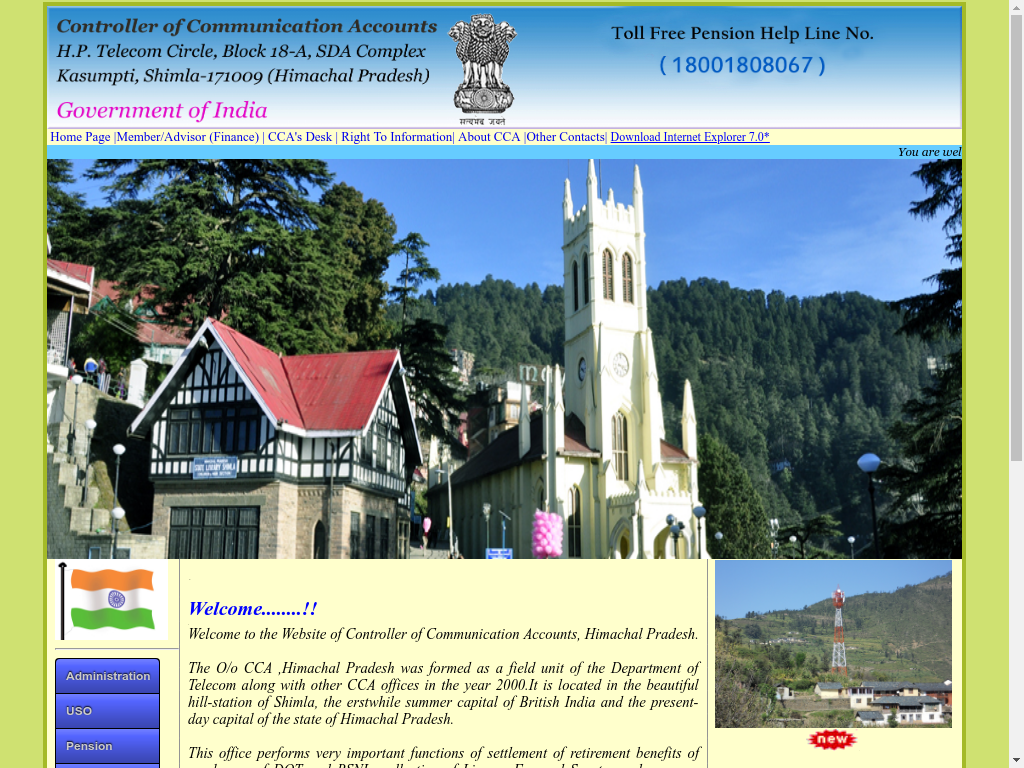 Controller of Communication Accounts
H.P. Telecom Circle, Block 18-A, SDA Complex
Kasumpti, Shimla-171009 (Himachal Pradesh)
Government of India
सत्यमेव जयते
Toll Free Pension Help Line No.
( 18001808067 )
Home Page |Member/Advisor (Finance) | CCA's Desk | Right To Information| About CCA |Other Contacts| Download Internet Explorer 7.0*
You are wel
STATE LIBRARY SHIMLA
Administration
USO
Pension
Welcome........!!
Welcome to the Website of Controller of Communication Accounts, Himachal Pradesh.
The O/o CCA ,Himachal Pradesh was formed as a field unit of the Department of
Telecom along with other CCA offices in the year 2000.It is located in the beautiful
hill-station of Shimla, the erstwhile summer capital of British India and the present-
day capital of the state of Himachal Pradesh.
This office performs very important functions of settlement of retirement benefits of
new